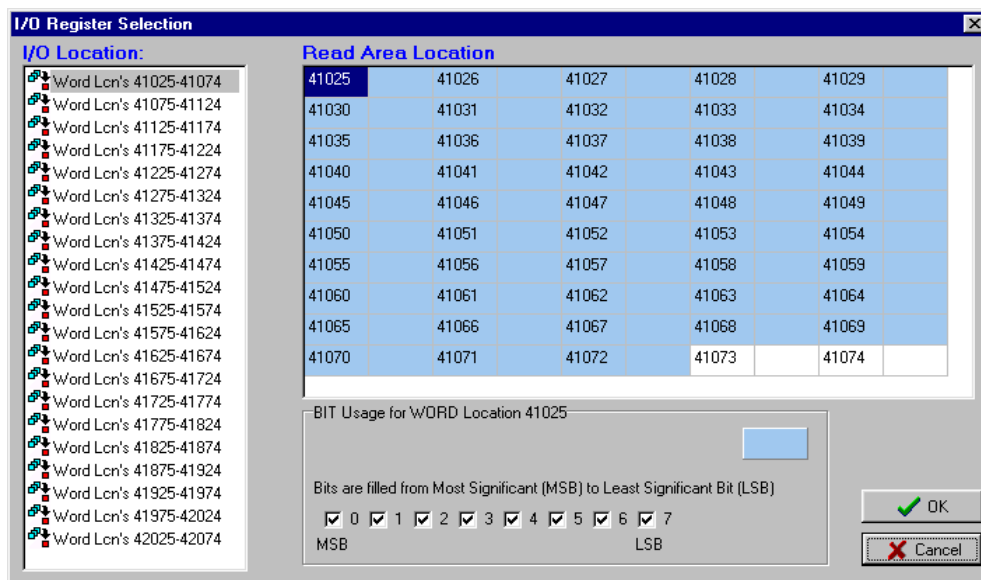 I/O Register Selection
I/O Location:
Word Lcn's 41025-41074
Word Lcn's 41075-41124
Word Lcn's 41125-41174
Word Lcn's 41175-41224
Word Lcn's 41225-41274
Word Lcn's 41275-41324
Word Lcn's 41325-41374
Word Lcn's 41375-41424
Word Lcn's 41425-41474
Word Lcn's 41475-41524
Word Lcn's 41525-41574
Word Lcn's 41575-41624
Word Lcn's 41625-41674
Word Lcn's 41675-41724
Word Lcn's 41725-41774
Word Lcn's 41775-41824
Word Lcn's 41825-41874
Word Lcn's 41875-41924
Word Lcn's 41925-41974
Word Lcn's 41975-42024
Word Lcn's 42025-42074
Read Area Location
41025 41026 41027 41028 41029
41030 41031 41032 41033 41034
41035 41036 41037 41038 41039
41040 41041 41042 41043 41044
41045 41046 41047 41048 41049
41050 41051 41052 41053 41054
41055 41056 41057 41058 41059
41060 41061 41062 41063 41064
41065 41066 41067 41068 41069
41070 41071 41072 41073 41074
BIT Usage for WORD Location 41025
Bits are filled from Most Significant (MSB) to Least Significant Bit (LSB)
0 1 2 3 4 5 6 7
MSB LSB
OK
Cancel